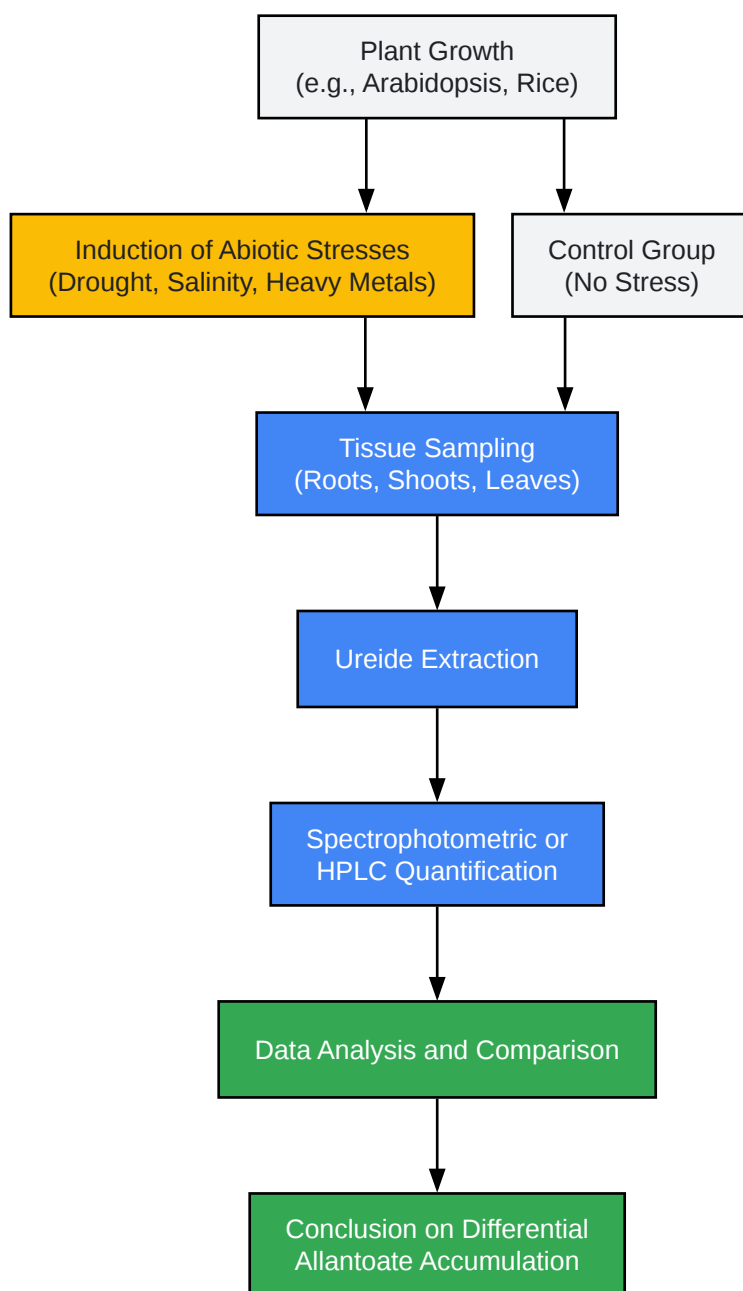 Plant Growth
(e.g., Arabidopsis, Rice)
Induction of Abiotic Stresses
(Drought, Salinity, Heavy Metals)
Control Group
(No Stress)
Tissue Sampling
(Roots, Shoots, Leaves)
Ureide Extraction
Spectrophotometric or
HPLC Quantification
Data Analysis and Comparison
Conclusion on Differential
Allantoate Accumulation